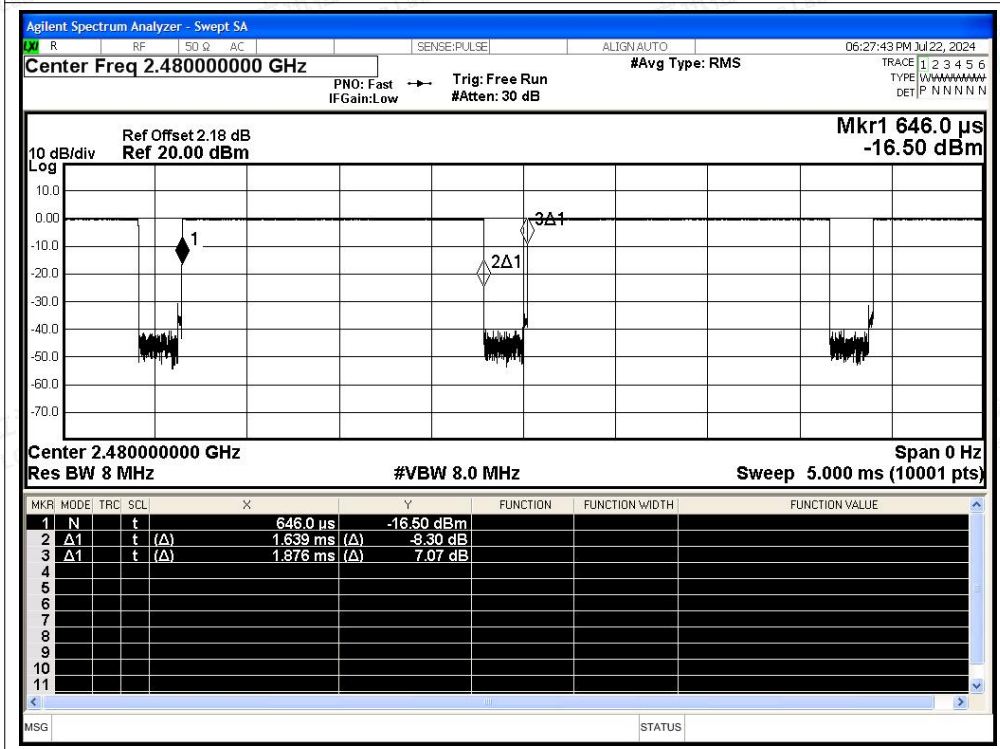 Agilent Spectrum Analyzer - Swept SA
LXI R RF 50 Ω AC SENSE:PULSE ALIGN AUTO 06:27:43 PM Jul 22, 2024
Center Freq 2.480000000 GHz #Avg Type: RMS TRACE 1 2 3 4 5 6
PNO: Fast Trig: Free Run TYPE WWWWWW
IFGain:Low #Atten: 30 dB DET P N N N N N
Mkr1 646.0 µs
-16.50 dBm
Ref Offset 2.18 dB
10 dB/div Ref 20.00 dBm
Log
10.0
0.00
-10.0
-20.0
-30.0
-40.0
-50.0
-60.0
-70.0
1
2Δ1
3Δ1
Center 2.480000000 GHz Span 0 Hz
Res BW 8 MHz #VBW 8.0 MHz Sweep 5.000 ms (10001 pts)
MKR MODE TRC SCL X Y FUNCTION FUNCTION WIDTH FUNCTION VALUE
1 N t 646.0 µs -16.50 dBm
2 Δ1 t (Δ) 1.639 ms (Δ) -8.30 dB
3 Δ1 t (Δ) 1.876 ms (Δ) 7.07 dB
4
5
6
7
8
9
10
11
MSG STATUS